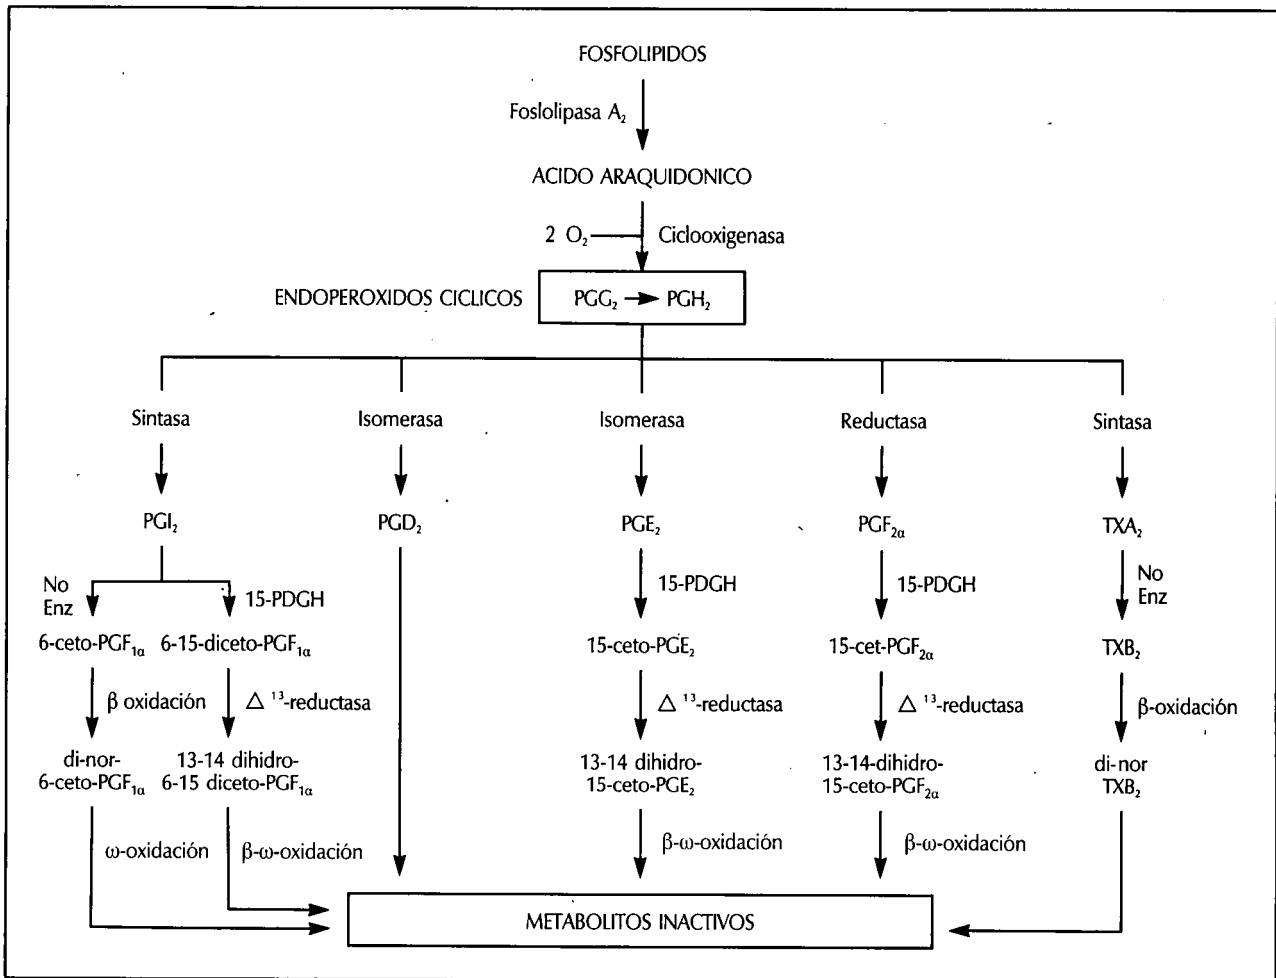 FOSFOLIPIDOS
Foslolipasa A₂
ACIDO ARAQUIDONICO
2 O₂ Ciclooxigenasa
ENDOPEROXIDOS CICLICOS PGG₂ → PGH₂
Sintasa Isomerasa Isomerasa Reductasa Sintasa
PGI₂ PGD₂ PGE₂ PGF₂α TXA₂
No
Enz
15-PDGH
15-PDGH
15-PDGH
No
Enz
6-ceto-PGF₁α 6-15-diceto-PGF₁α 15-ceto-PGE₂ 15-cet-PGF₂α TXB₂
β oxidación △ ¹³-reductasa △ ¹³-reductasa △ ¹³-reductasa β-oxidación
di-nor-
6-ceto-PGF₁α
13-14 dihidro-
6-15 diceto-PGF₁α
13-14 dihidro-
15-ceto-PGE₂
13-14-dihidro-
15-ceto-PGF₂α
di-nor
TXB₂
ω-oxidación β-ω-oxidación β-ω-oxidación β-ω-oxidación
METABOLITOS INACTIVOS